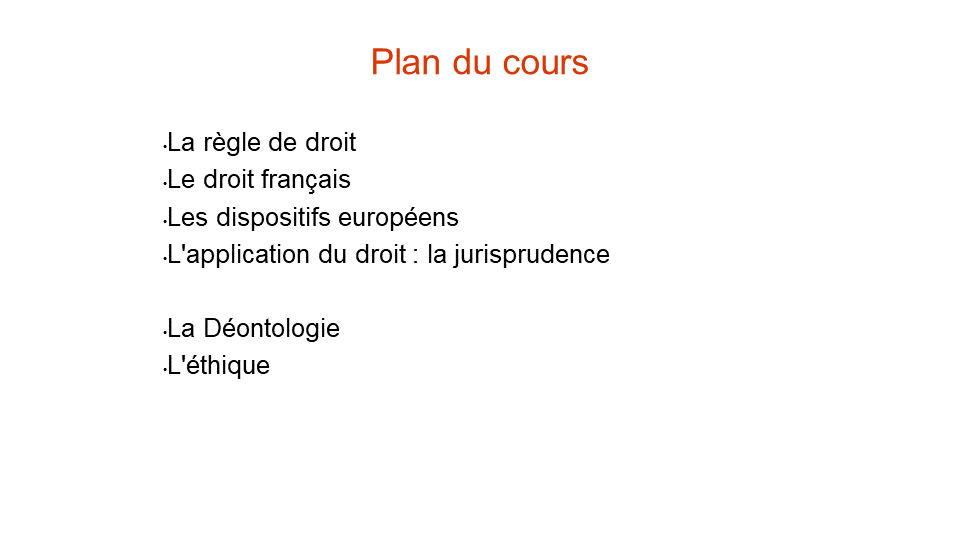 Plan du cours
•La règle de droit
•Le droit français
•Les dispositifs européens
•L'application du droit : la jurisprudence
•La Déontologie
•L'éthique